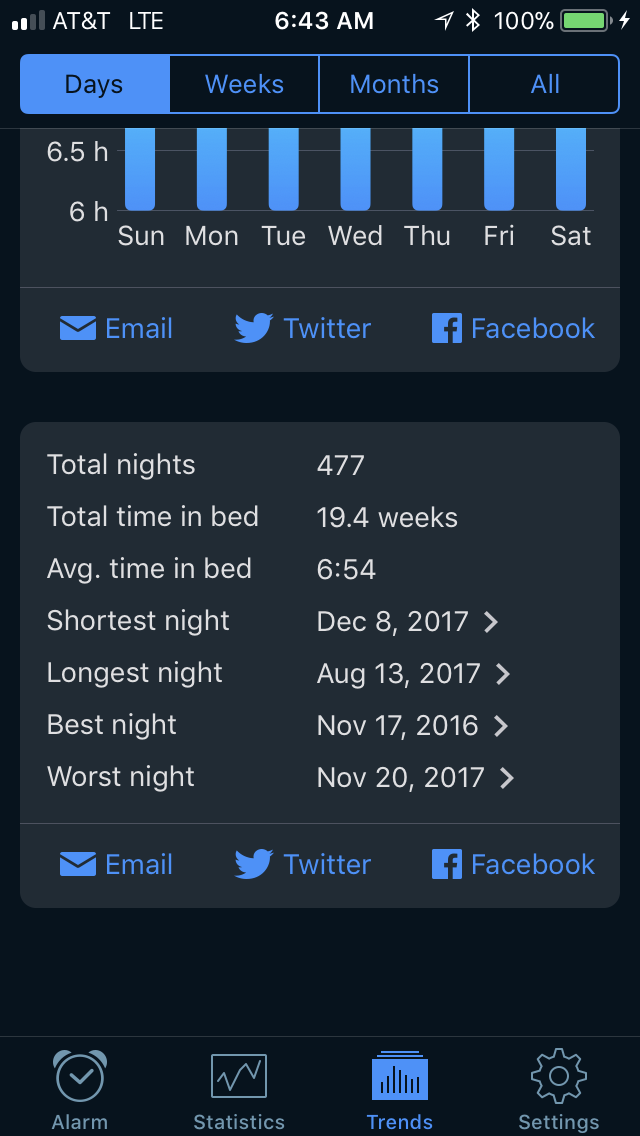 AT&T LTE 6:43 AM 100%
Days Weeks Months All
6.5 h
6 h
Sun Mon Tue Wed Thu Fri Sat
Email Twitter Facebook
Total nights 477
Total time in bed 19.4 weeks
Avg. time in bed 6:54
Shortest night Dec 8, 2017
Longest night Aug 13, 2017
Best night Nov 17, 2016
Worst night Nov 20, 2017
Email Twitter Facebook
Alarm Statistics Trends Settings